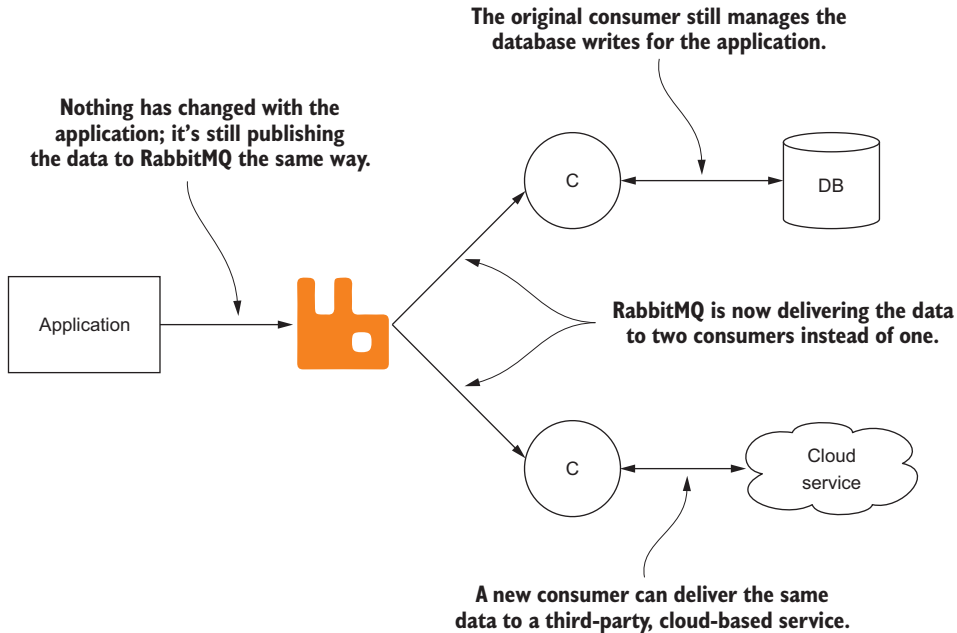 The original consumer still manages the
database writes for the application.
Nothing has changed with the
application; it's still publishing
the data to RabbitMQ the same way.
C
DB
Application
RabbitMQ is now delivering the data
to two consumers instead of one.
C
Cloud
service
A new consumer can deliver the same
data to a third-party, cloud-based service.